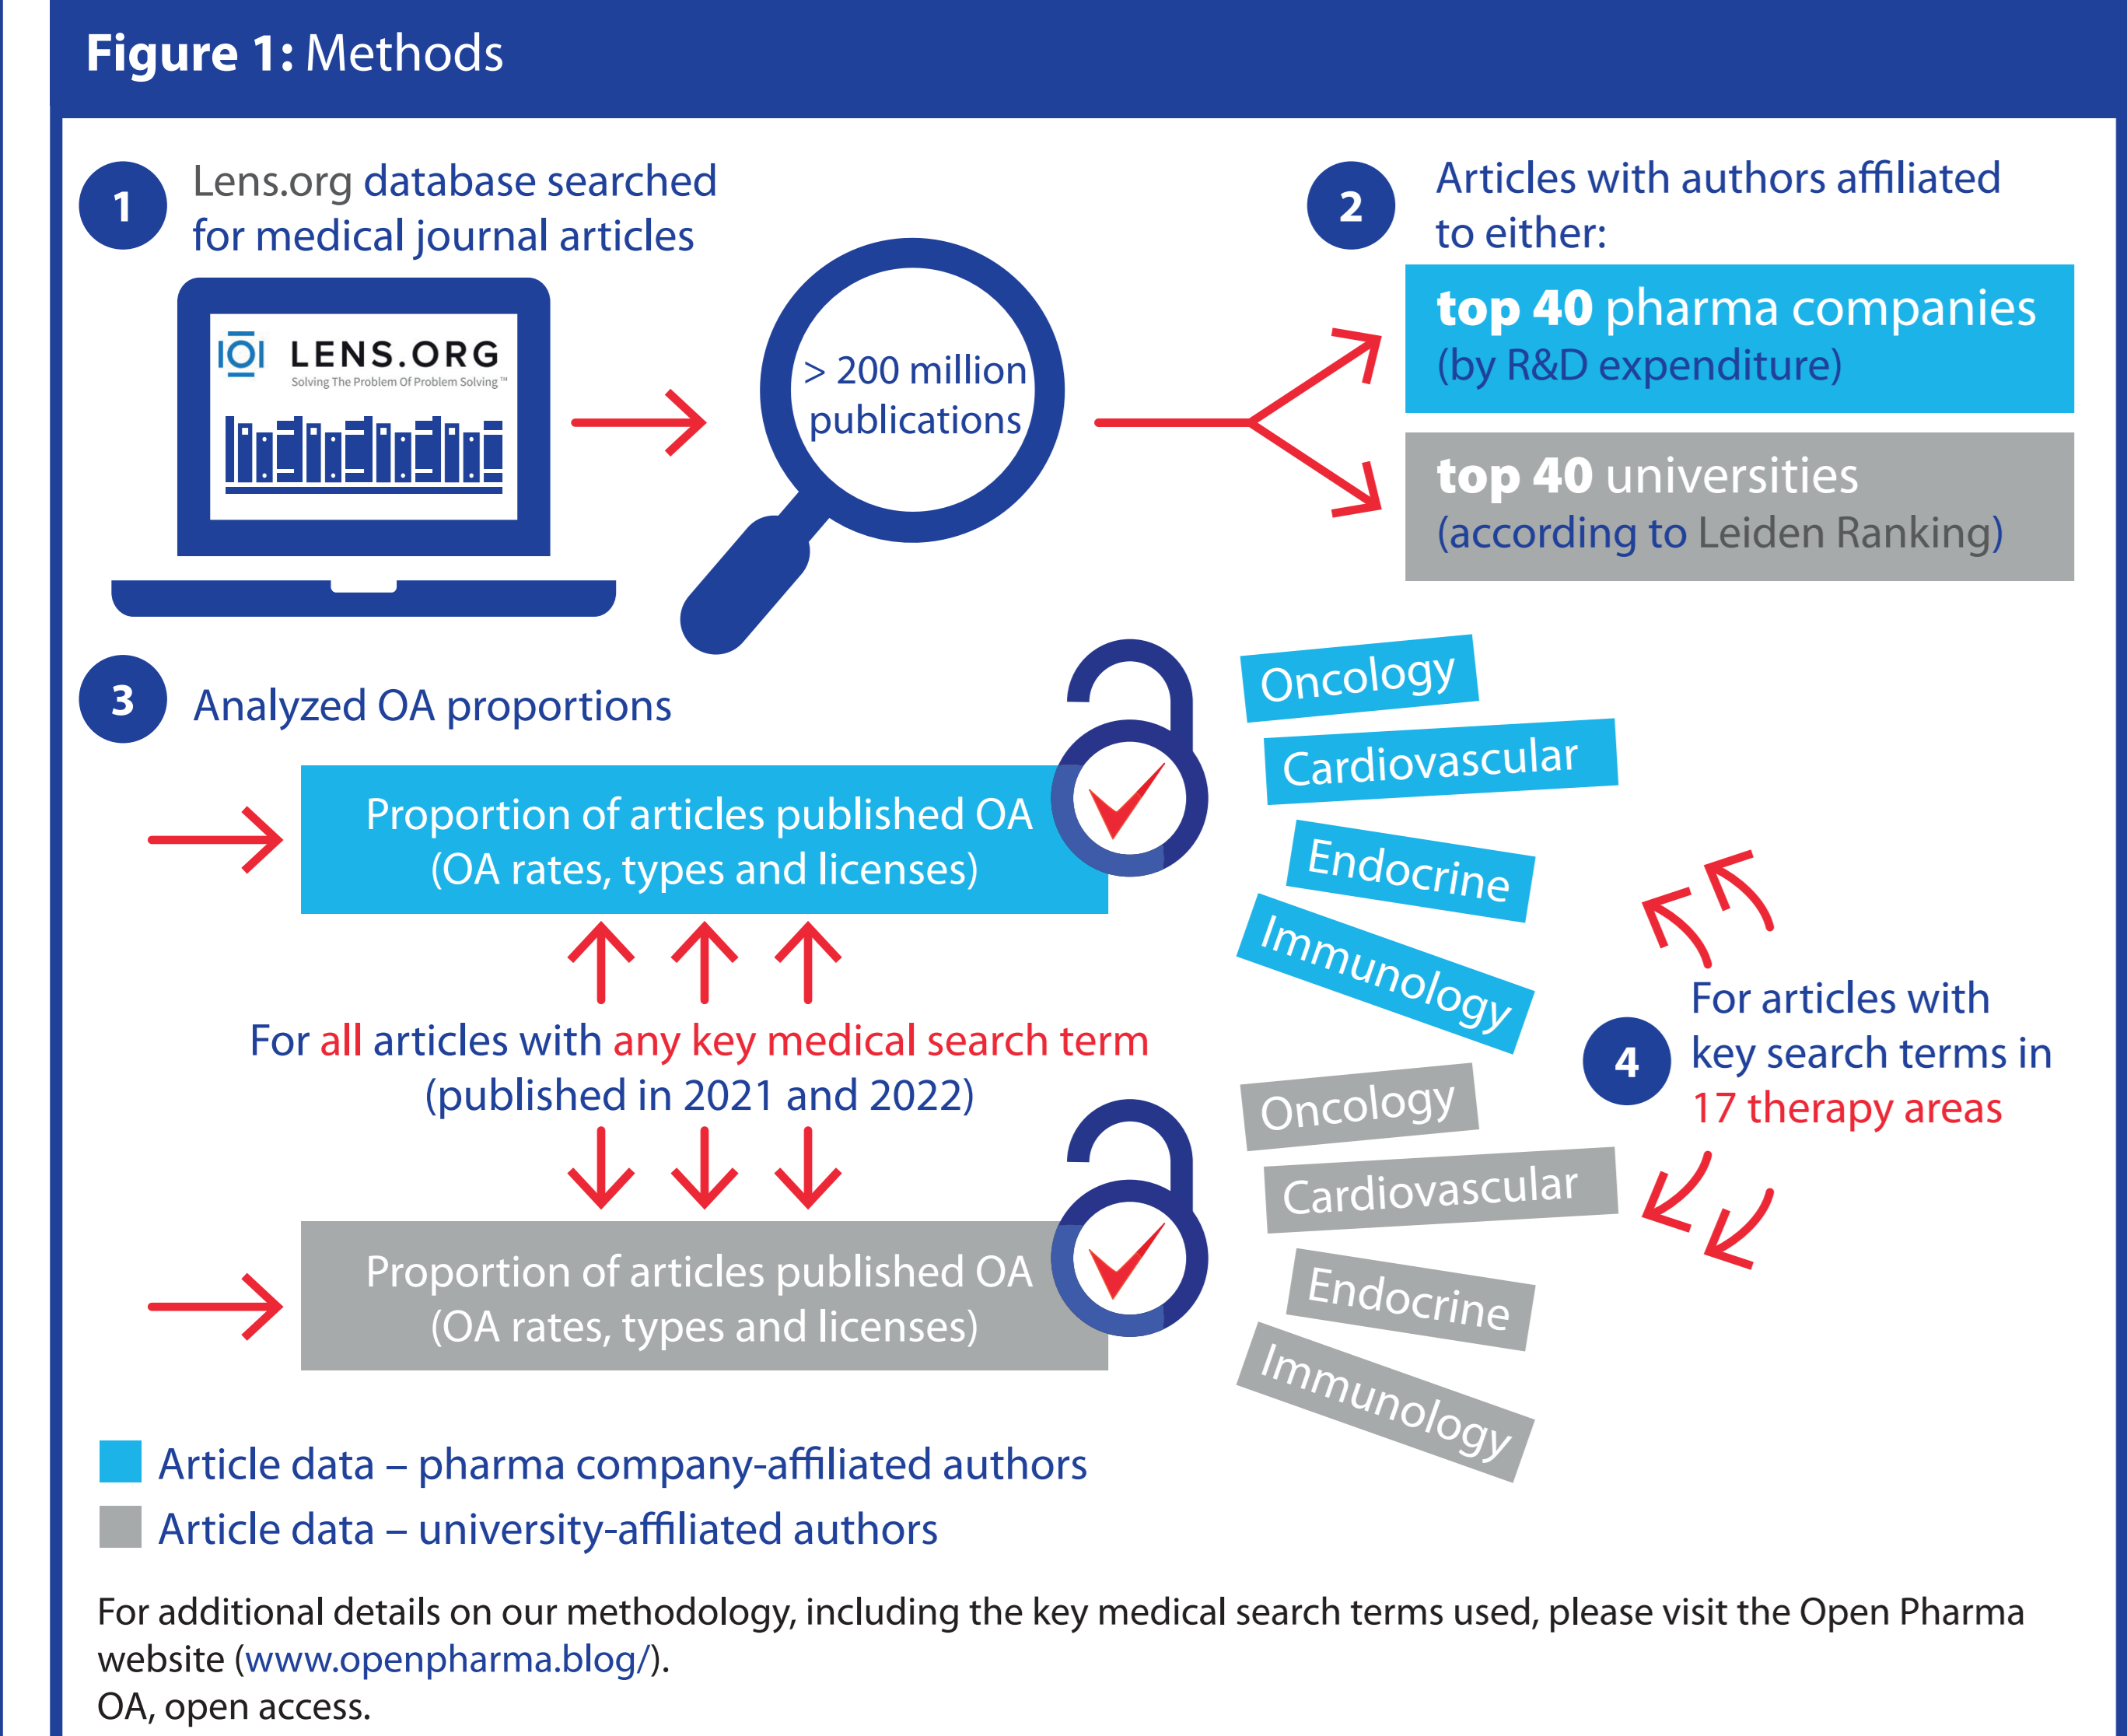 Figure 1: Methods
1
Lens.org database searched
for medical journal articles
LENS.ORG
Solving The Problem Of Problem Solving™
> 200 million
publications
2
Articles with authors affiliated
to either:
top 40 pharma companies
(by R&D expenditure)
top 40 universities
(according to Leiden Ranking)
3
Analyzed OA proportions
Proportion of articles published OA
(OA rates, types and licenses)
For all articles with any key medical search term
(published in 2021 and 2022)
Proportion of articles published OA
(OA rates, types and licenses)
Oncology
Cardiovascular
Endocrine
Immunology
4
For articles with
key search terms in
17 therapy areas
Oncology
Cardiovascular
Endocrine
Immunology
Article data – pharma company-affiliated authors
Article data – university-affiliated authors
For additional details on our methodology, including the key medical search terms used, please visit the Open Pharma
website (www.openpharma.blog/).
OA, open access.